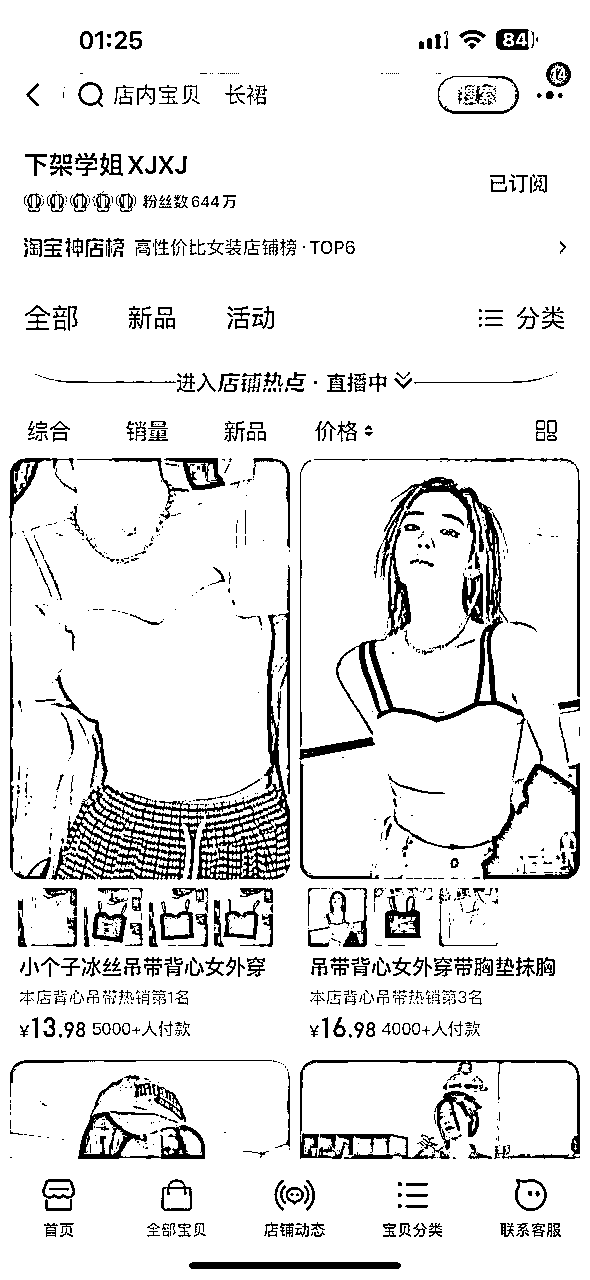 01:25 84
店内宝贝 长裙 搜索
下架学姐XJXJ
已订阅
粉丝数644万
淘宝神店榜 高性价比女装店铺榜·TOP6
全部 新品 活动 分类
进入店铺热点·直播中
综合 销量 新品 价格
小个子冰丝吊带背心女外穿
本店背心吊带热销第1名
¥13.98 5000+人付款
吊带背心女外穿带胸垫抹胸
本店背心吊带热销第3名
¥16.98 4000+人付款
首页 全部宝贝 店铺动态 宝贝分类 联系客服